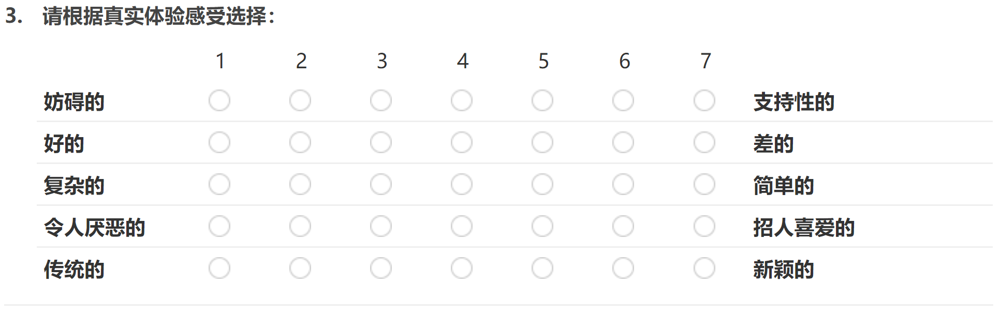 3. 请根据真实体验感受选择：
1 2 3 4 5 6 7
妨碍的 支持性的
好的 差的
复杂的 简单的
令人厌恶的 招人喜爱的
传统的 新颖的